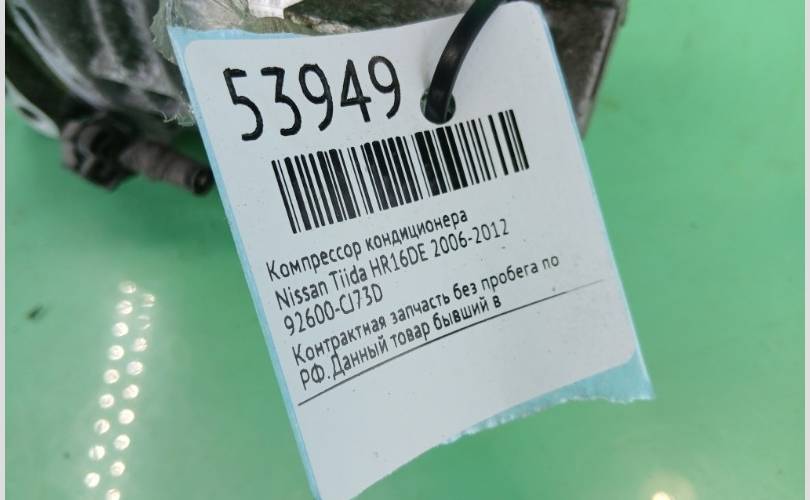 53949
Компрессор кондиционера
Nissan Tiida HR16DE 2006-2012
92600-CJ73D
Контрактная запчасть без пробега по
РФ.Данный товар бывший в